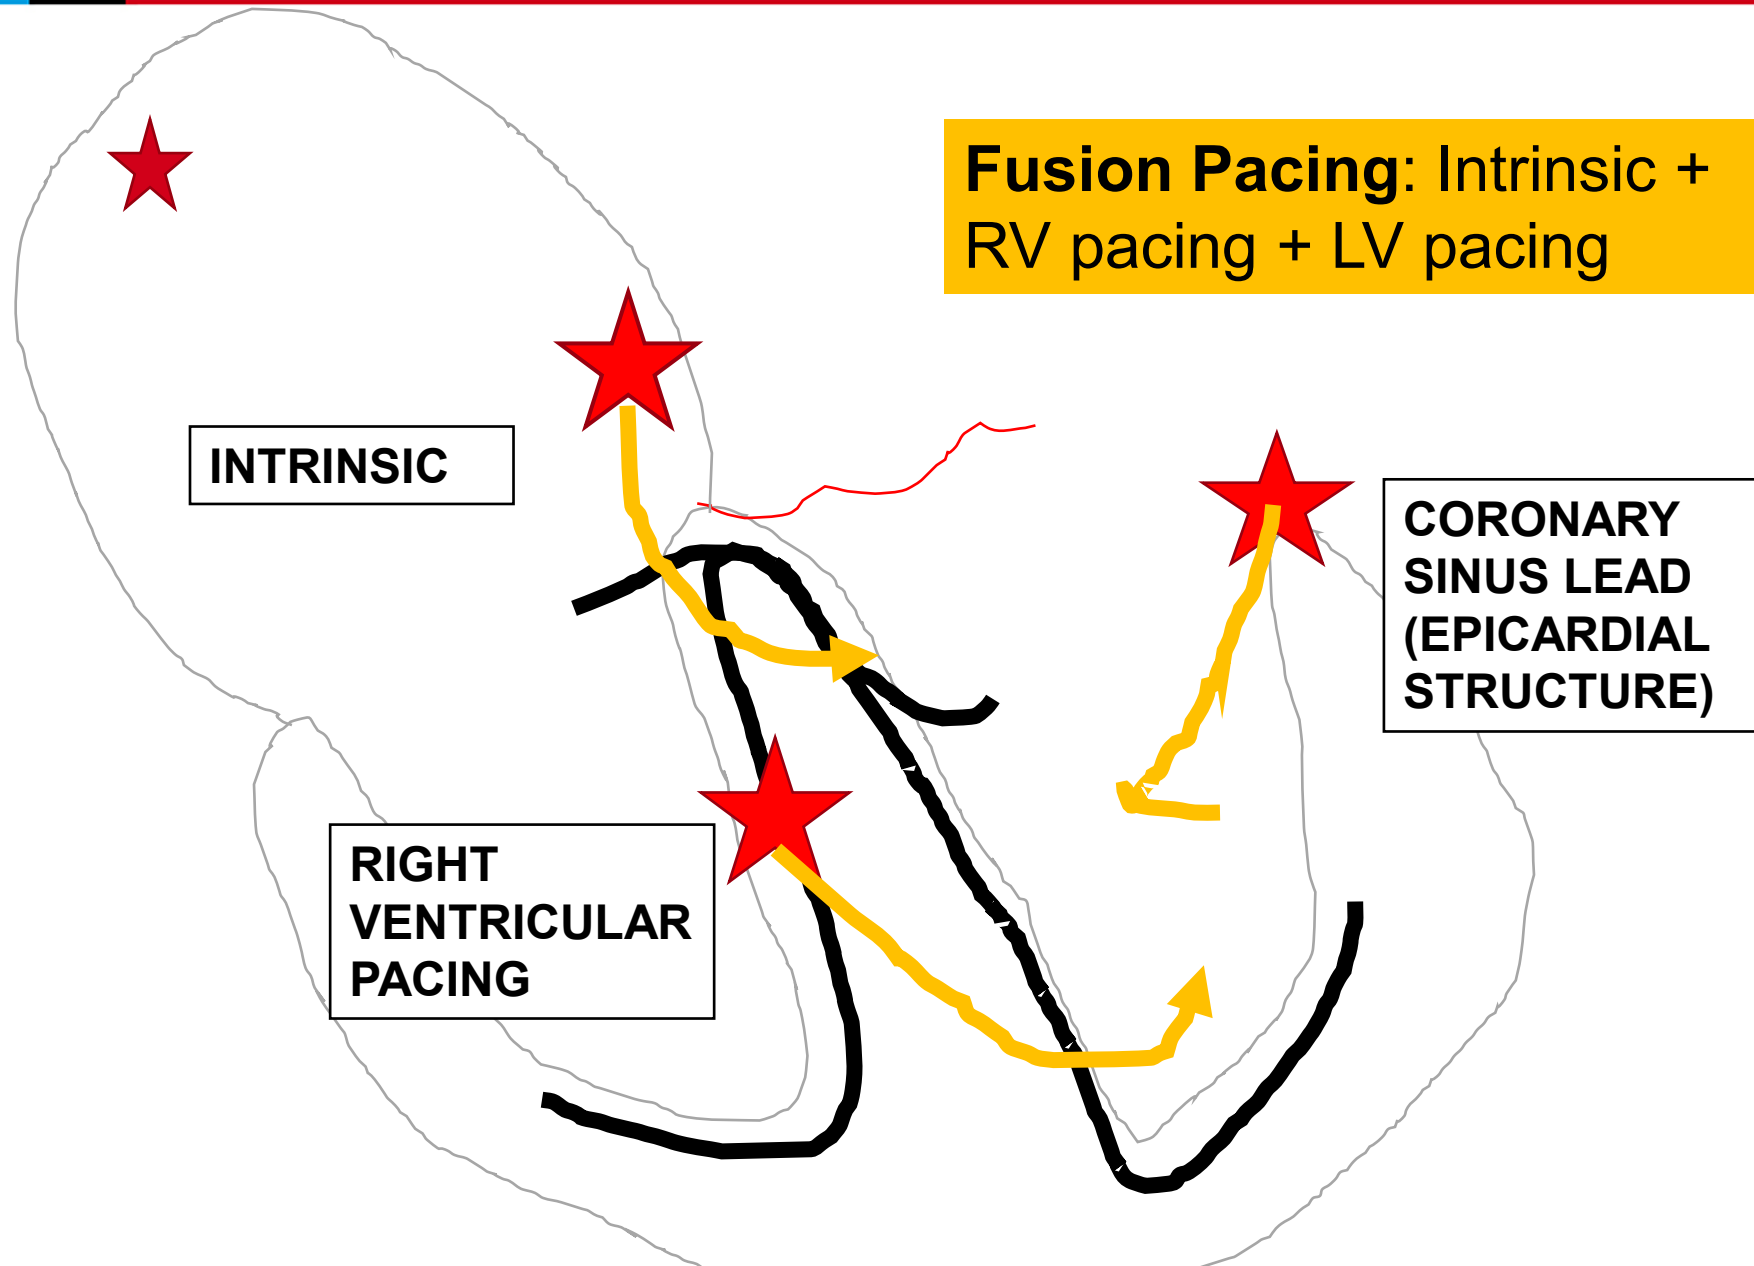 Fusion Pacing: Intrinsic +
RV pacing + LV pacing
INTRINSIC
CORONARY
SINUS LEAD
(EPICARDIAL
STRUCTURE)
RIGHT
VENTRICULAR
PACING